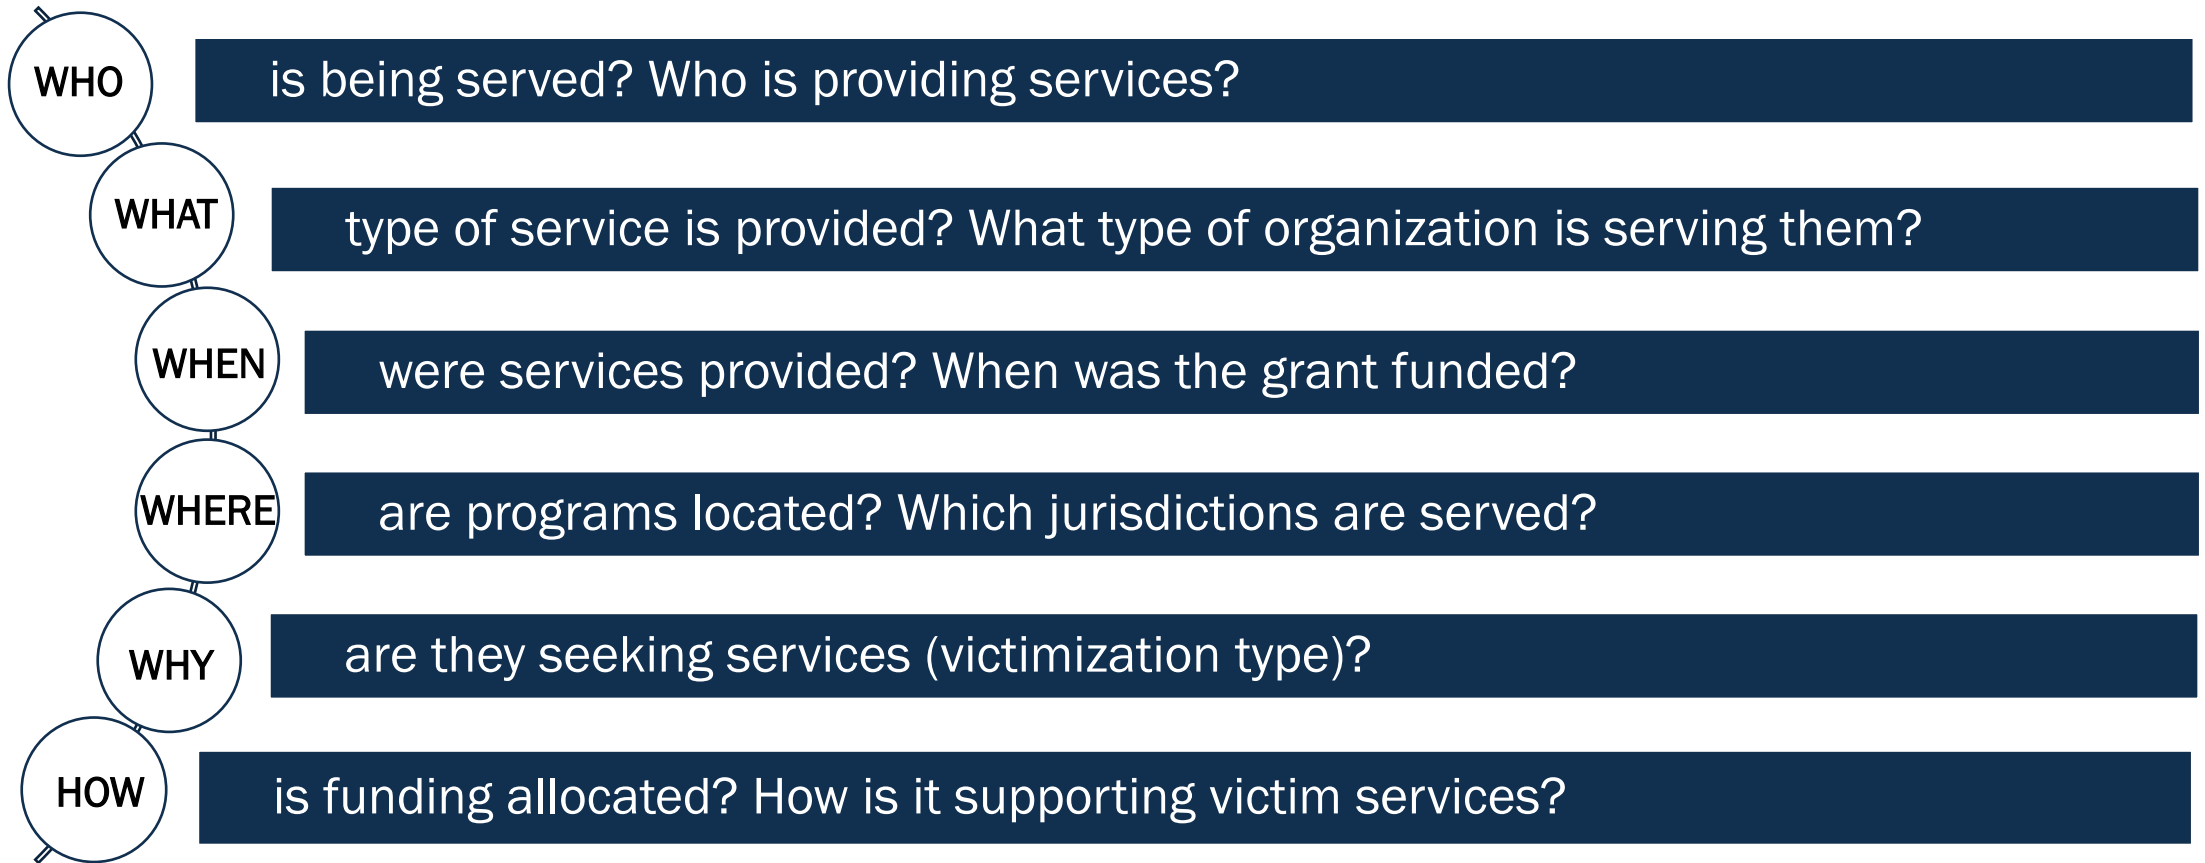 WHO
is being served? Who is providing services?
WHAT
type of service is provided? What type of organization is serving them?
WHEN
were services provided? When was the grant funded?
WHERE
are programs located? Which jurisdictions are served?
WHY
are they seeking services (victimization type)?
HOW
is funding allocated? How is it supporting victim services?